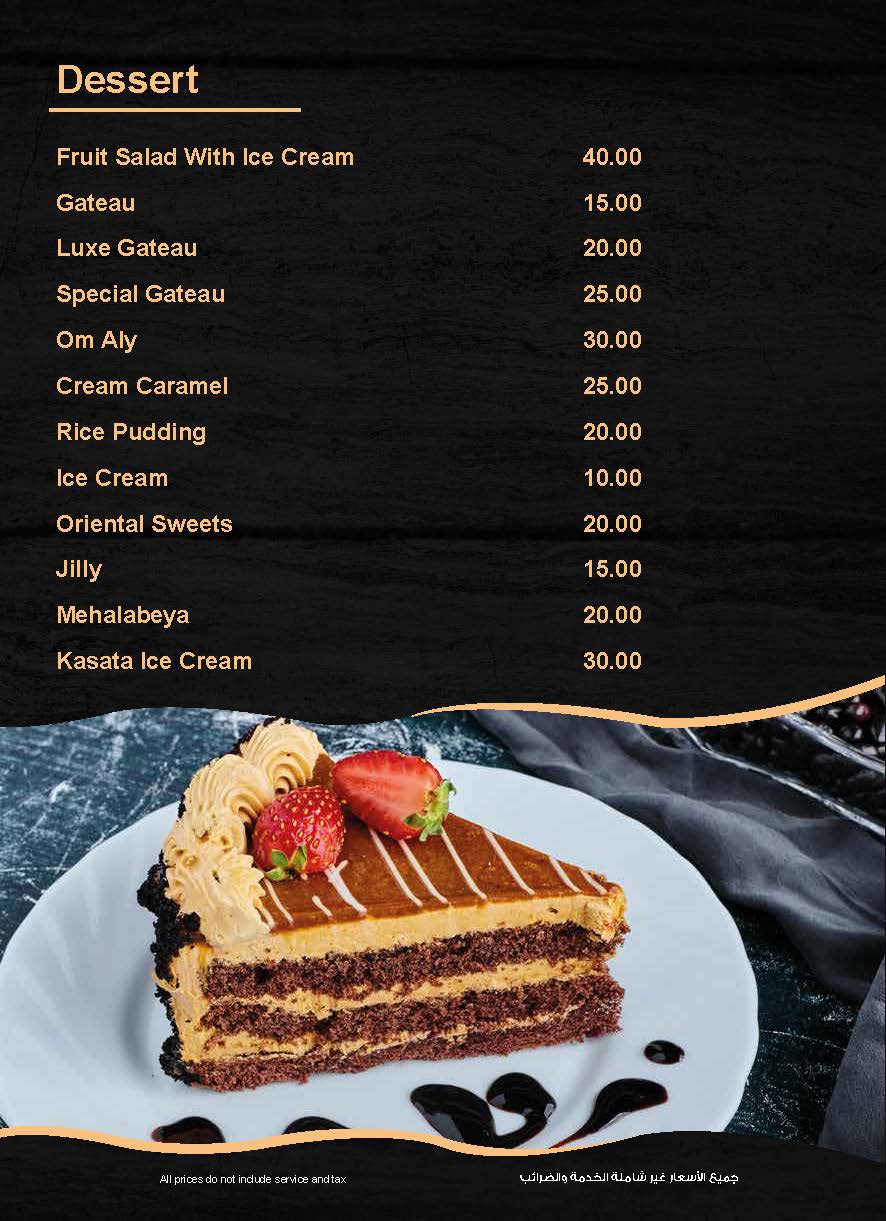 Dessert
Fruit Salad With Ice Cream 40.00
Gateau 15.00
Luxe Gateau 20.00
Special Gateau 25.00
Om Aly 30.00
Cream Caramel 25.00
Rice Pudding 20.00
Ice Cream 10.00
Oriental Sweets 20.00
Jilly 15.00
Mehalabeya 20.00
Kasata Ice Cream 30.00
All prices do not include service and tax
جميع الأسعار غير شاملة الخدمة والضرائب